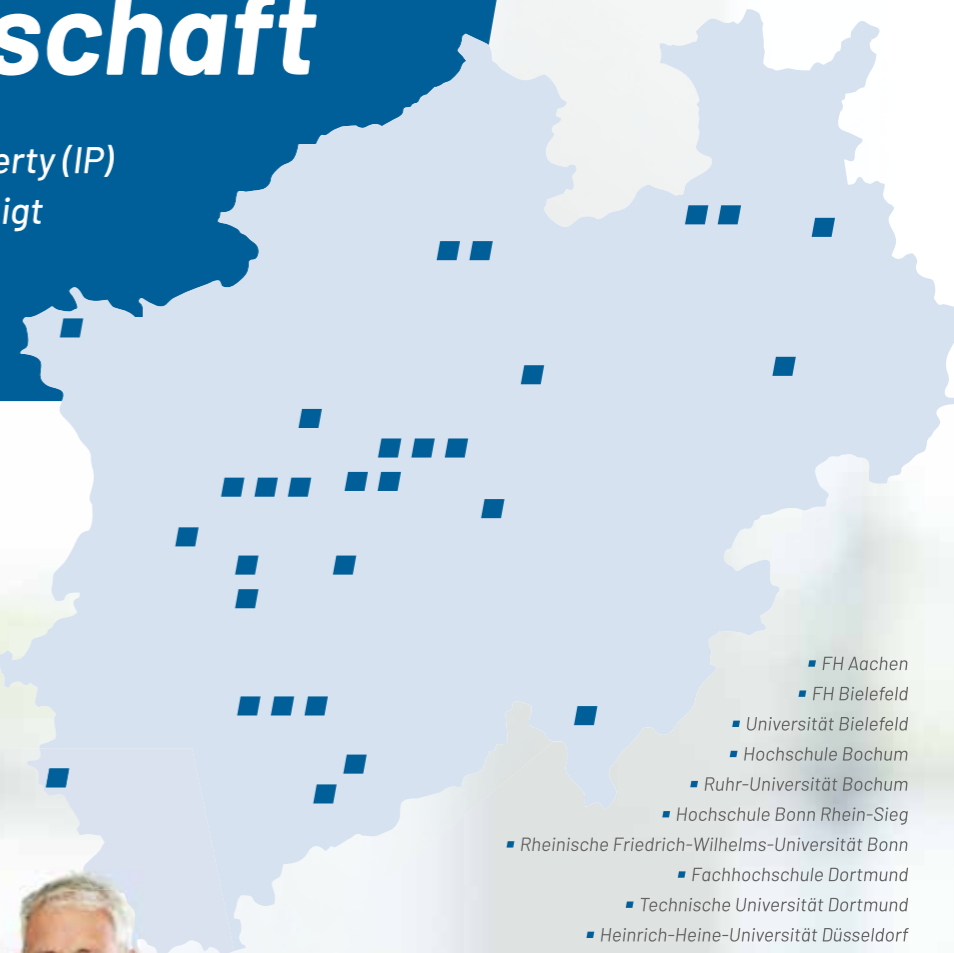 schaft
erty (IP)
igt
FH Aachen
FH Bielefeld
Universität Bielefeld
Hochschule Bochum
Ruhr-Universität Bochum
Hochschule Bonn Rhein-Sieg
Rheinische Friedrich-Wilhelms-Universität Bonn
Fachhochschule Dortmund
Technische Universität Dortmund
Heinrich-Heine-Universität Düsseldorf